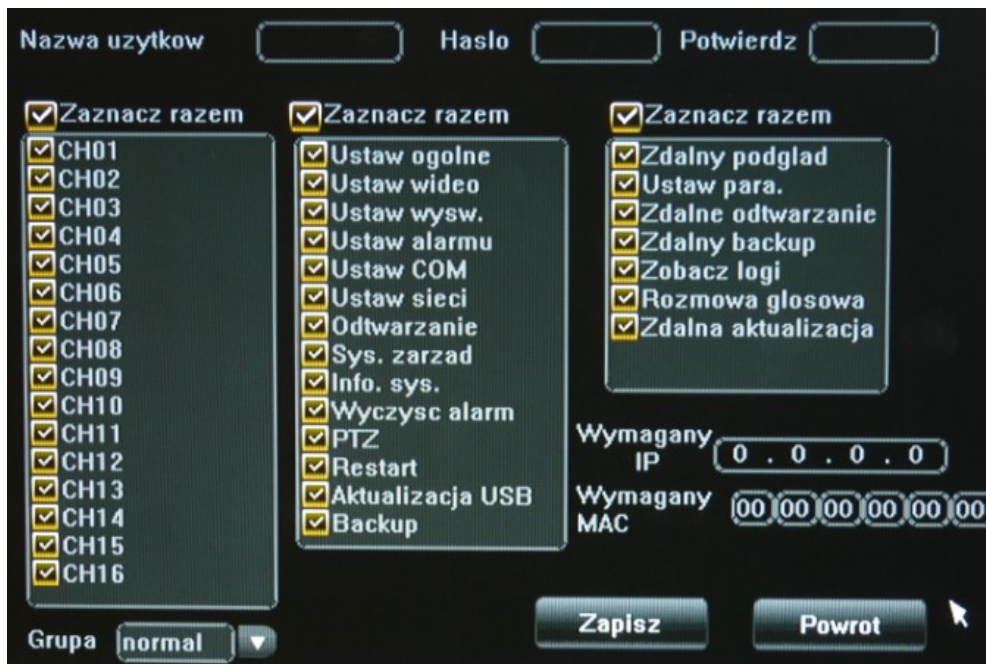 Nazwa uzytkow Haslo Potwierdz
Zaznacz razem
CH01
CH02
CH03
CH04
CH05
CH06
CH07
CH08
CH09
CH10
CH11
CH12
CH13
CH14
CH15
CH16
Grupa normal
Zaznacz razem
Ustaw ogolne
Ustaw wideo
Ustaw wysw.
Ustaw alarmu
Ustaw COM
Ustaw sieci
Odtwarzanie
Sys. zarzad
Info. sys.
Wyczysc alarm
PTZ
Restart
Aktualizacja USB
Backup
Zaznacz razem
Zdalny podglad
Ustaw para.
Zdalne odtwarzanie
Zdalny backup
Zobacz logi
Rozmowa glosowa
Zdalna aktualizacja
Wymagany
IP 0 . 0 . 0 . 0
Wymagany
MAC 00 00 00 00 00 00
Zapisz Powrot